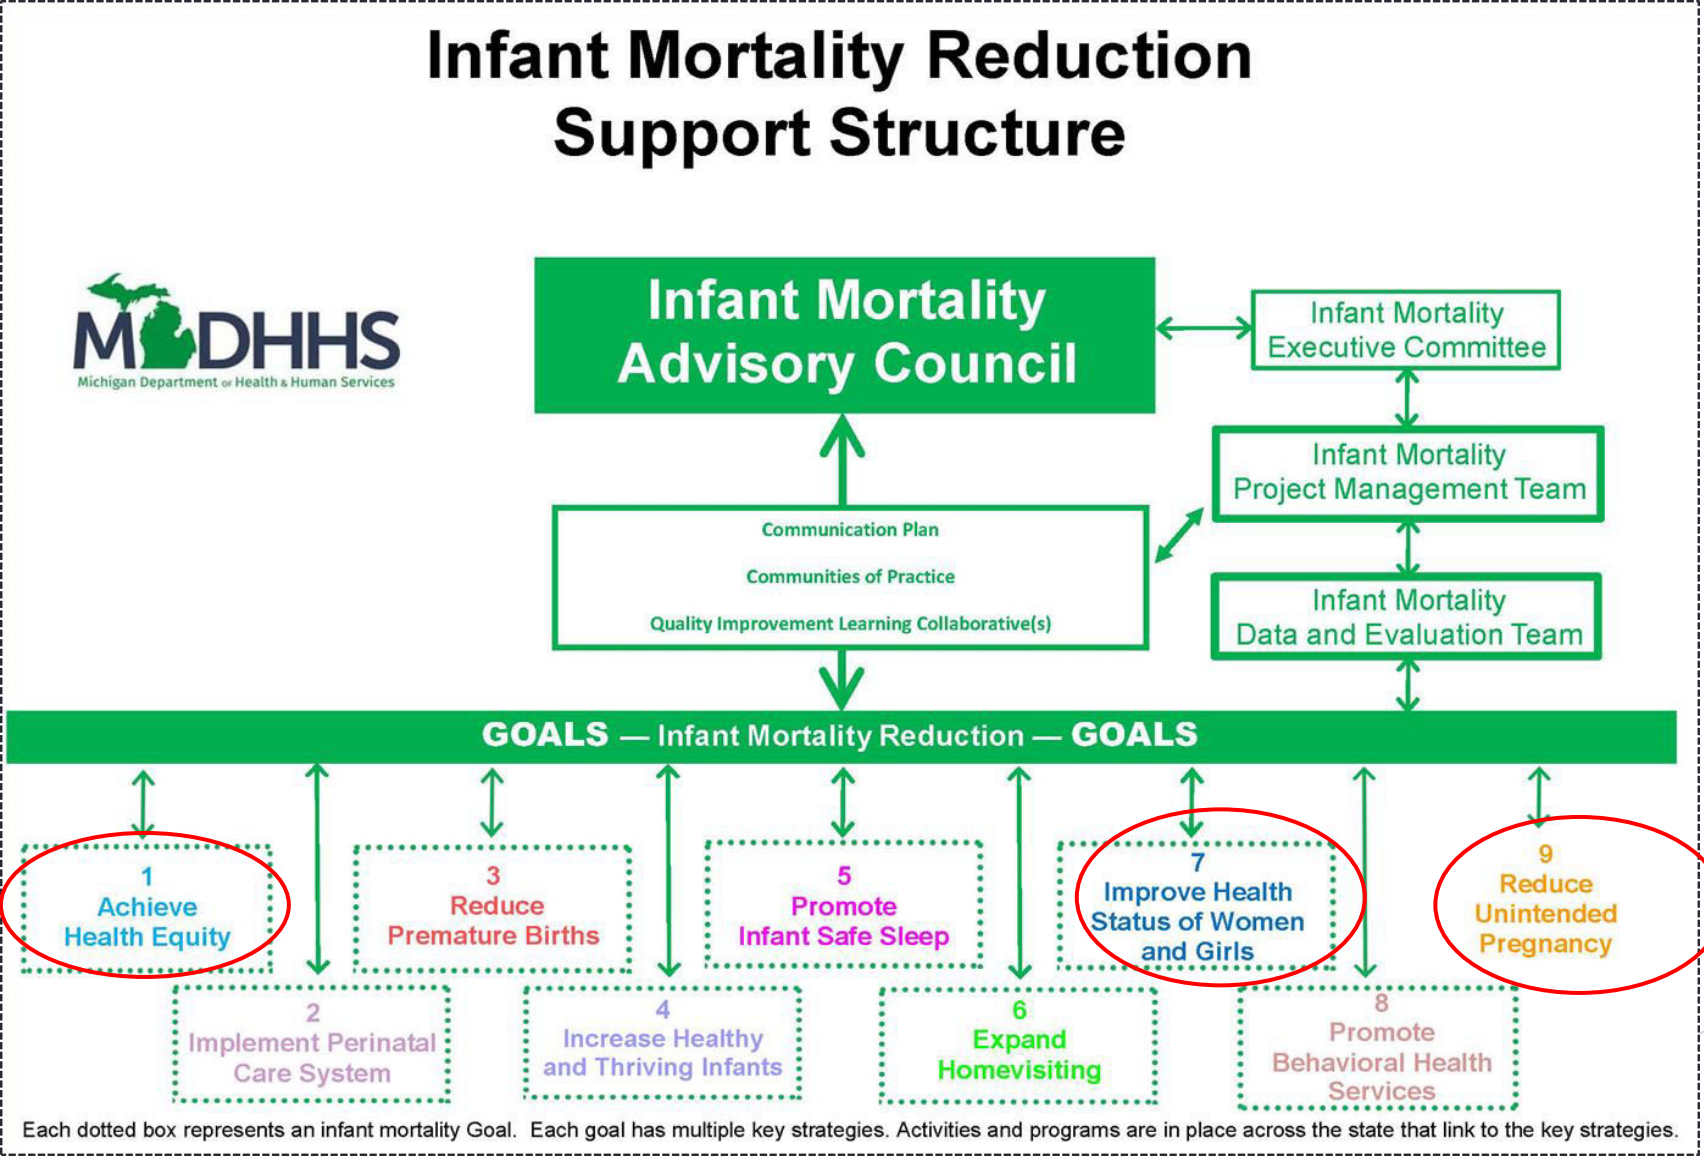 Infant Mortality Reduction
Support Structure
MDHHS
Michigan Department of Health & Human Services
Infant Mortality
Advisory Council
Infant Mortality
Executive Committee
Infant Mortality
Project Management Team
Communication Plan
Communities of Practice
Quality Improvement Learning Collaborative(s)
Infant Mortality
Data and Evaluation Team
GOALS — Infant Mortality Reduction — GOALS
1
Achieve
Health Equity
3
Reduce
Premature Births
5
Promote
Infant Safe Sleep
7
Improve Health
Status of Women
and Girls
9
Reduce
Unintended
Pregnancy
2
Implement Perinatal
Care System
4
Increase Healthy
and Thriving Infants
6
Expand
Homevisiting
8
Promote
Behavioral Health
Services
Each dotted box represents an infant mortality Goal. Each goal has multiple key strategies. Activities and programs are in place across the state that link to the key strategies.